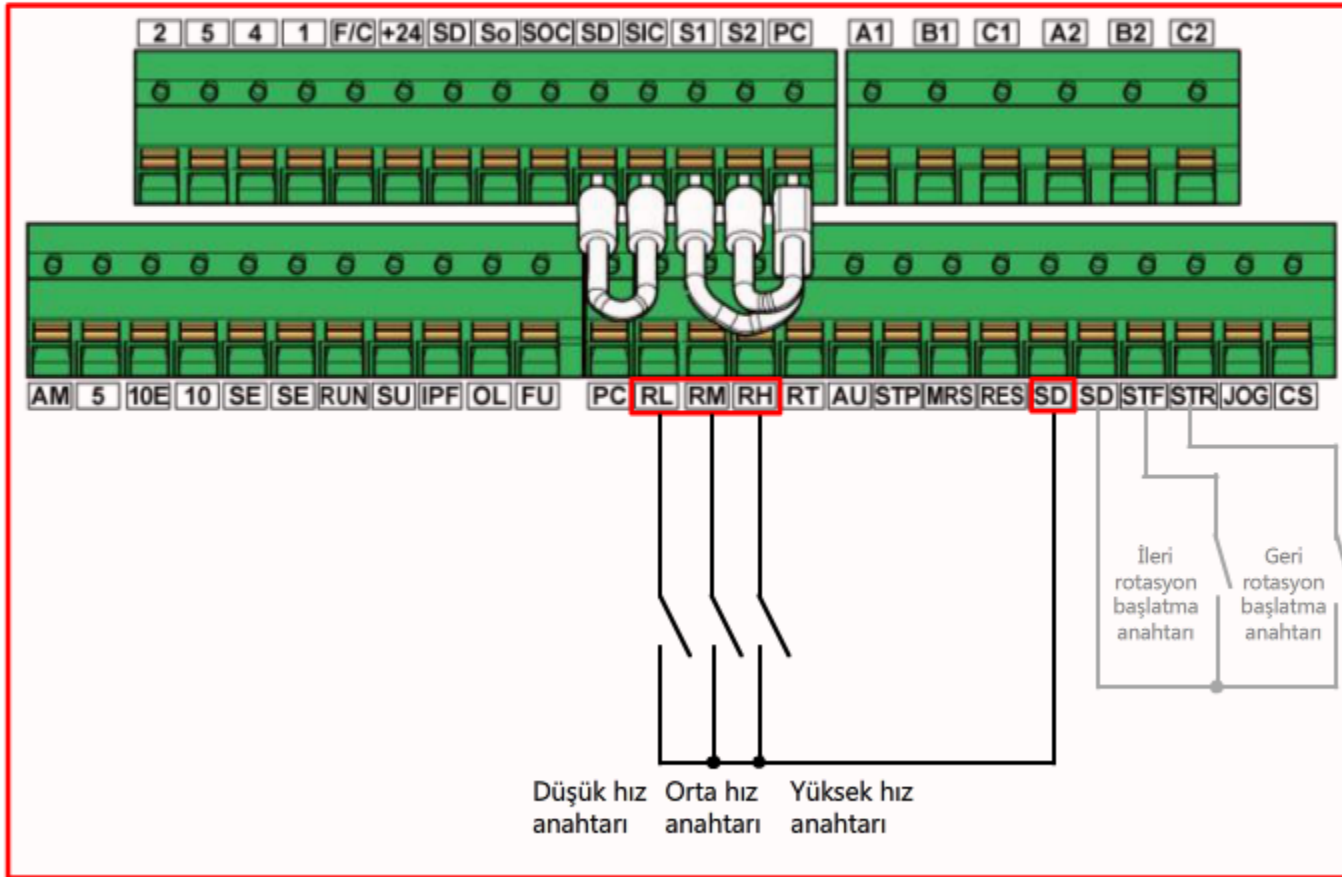 2 5 4 1 F/C +24 SD So SOC SD SIC S1 S2 PC A1 B1 C1 A2 B2 C2
AM 5 10E 10 SE SE RUN SU IPF OL FU PC RL RM RH RT AU STP MRS RES SD SD STF STR JOG CS
İleri
rotasyon
başlatma
anahtarı
Geri
rotasyon
başlatma
anahtarı
Düşük hız
anahtarı
Orta hız
anahtarı
Yüksek hız
anahtarı